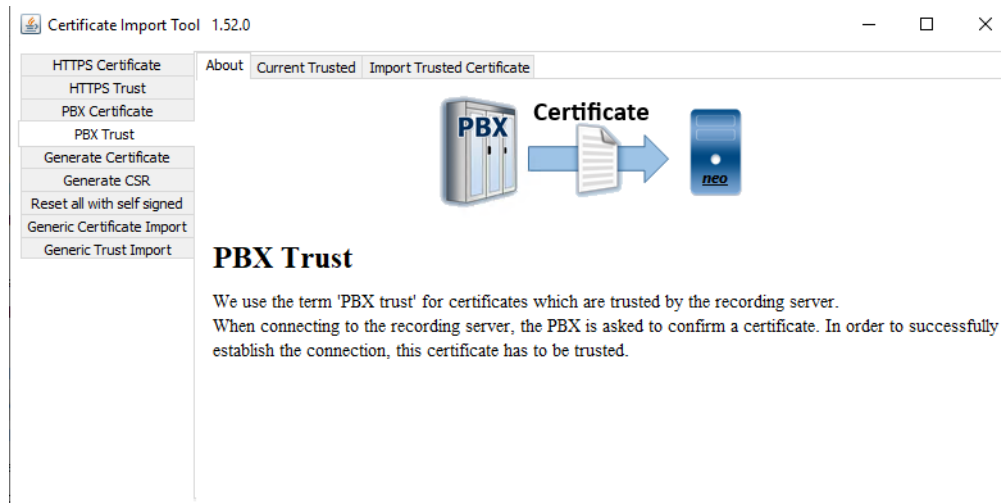 Certificate Import Tool 1.52.0
HTTPS Certificate
HTTPS Trust
PBX Certificate
PBX Trust
Generate Certificate
Generate CSR
Reset all with self signed
Generic Certificate Import
Generic Trust Import
About Current Trusted Import Trusted Certificate
PBX
Certificate
neo
PBX Trust
We use the term 'PBX trust' for certificates which are trusted by the recording server.
When connecting to the recording server, the PBX is asked to confirm a certificate. In order to successfully
establish the connection, this certificate has to be trusted.